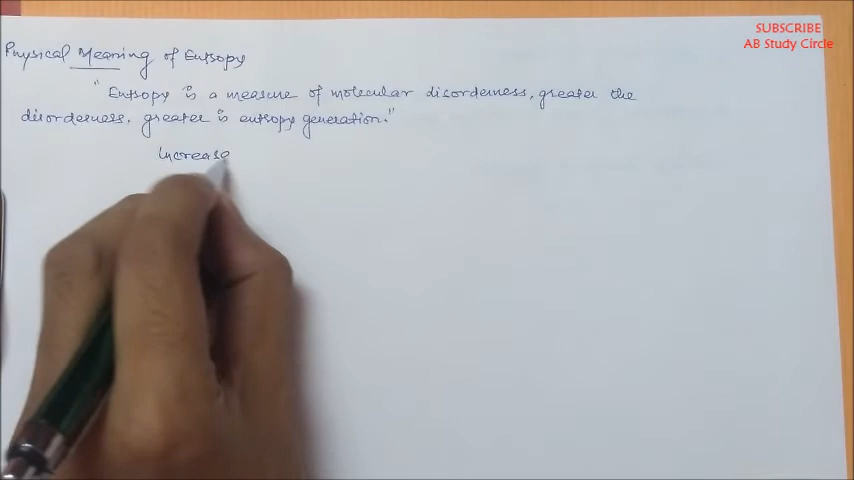 SUBSCRIBE
AB Study Circle
Physical Meaning of Entropy
" Entropy is a measure of molecular disorderness, greater the
disorderness, greater is entropy generation."
Increase